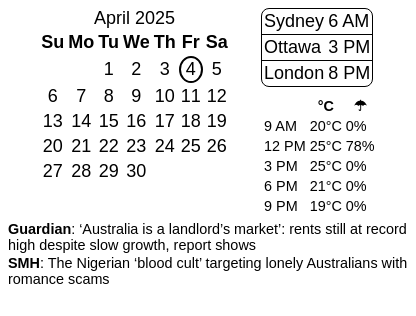 April 2025
Su Mo Tu We Th Fr Sa
1 2 3 4 5
6 7 8 9 10 11 12
13 14 15 16 17 18 19
20 21 22 23 24 25 26
27 28 29 30
Sydney 6 AM
Ottawa 3 PM
London 8 PM
°C ☂
9 AM 20°C 0%
12 PM 25°C 78%
3 PM 25°C 0%
6 PM 21°C 0%
9 PM 19°C 0%
Guardian: ‘Australia is a landlord’s market’: rents still at record
high despite slow growth, report shows
SMH: The Nigerian ‘blood cult’ targeting lonely Australians with
romance scams